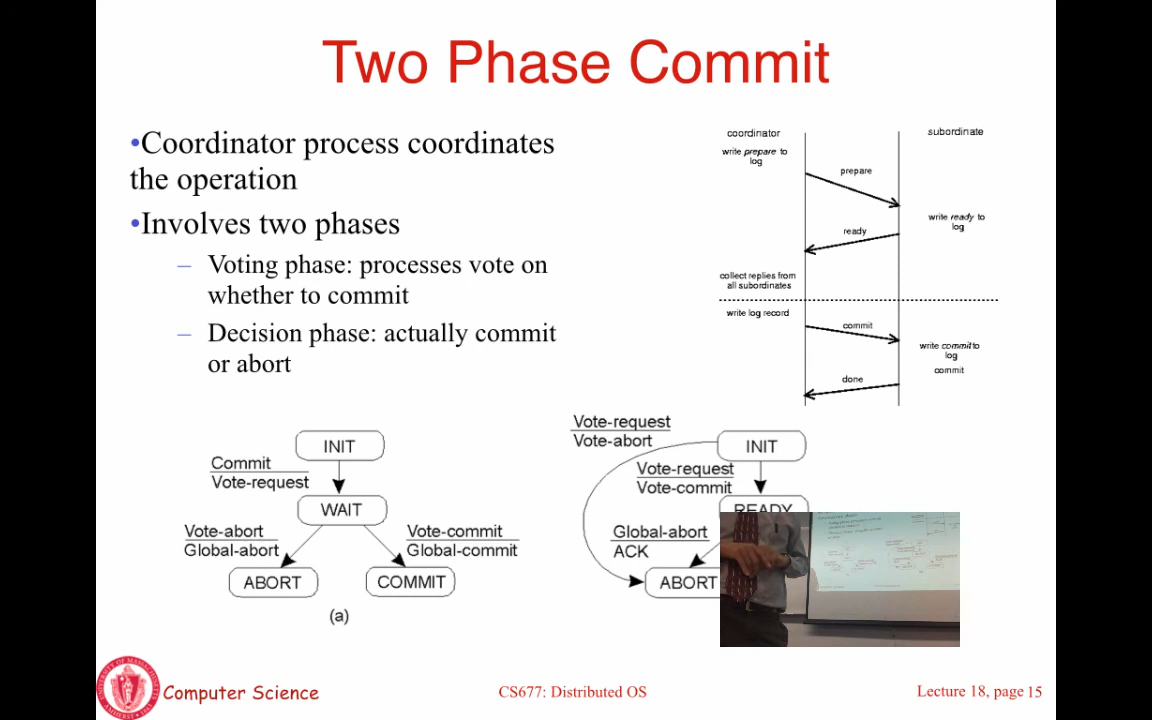 Two Phase Commit
•Coordinator process coordinates
the operation
•Involves two phases
– Voting phase: processes vote on
whether to commit
– Decision phase: actually commit
or abort
coordinator
subordinate
write prepare to
log
prepare
write ready to
log
ready
collect replies from
all subordinates
write log record
commit
write commit to
log
commit
done
INIT
Commit
Vote-request
WAIT
Vote-abort
Global-abort
Vote-commit
Global-commit
ABORT
COMMIT
(a)
Vote-request
Vote-abort
INIT
Vote-request
Vote-commit
READY
Global-abort
ACK
ABORT
Computer Science
CS677: Distributed OS
Lecture 18, page 15